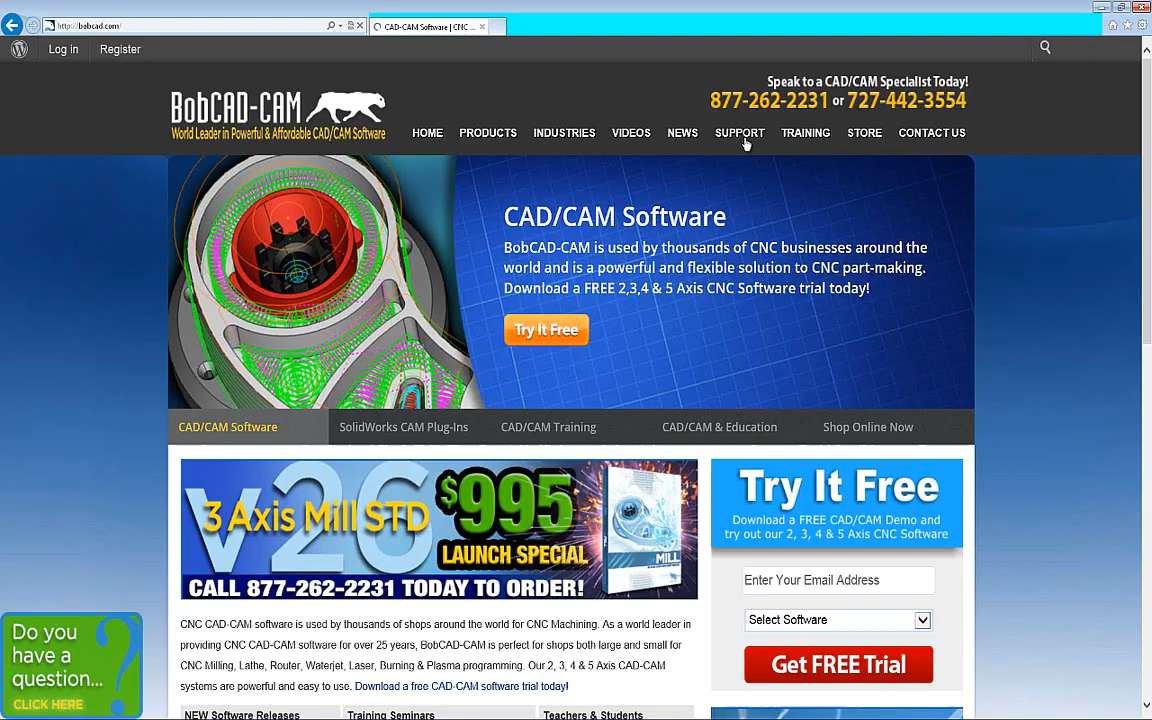 http://bobcad.com/
CAD-CAM Software | CNC ...
Log in Register
Speak to a CAD/CAM Specialist Today!
877-262-2231 or 727-442-3554
BobCAD-CAM
World Leader in Powerful & Affordable CAD/CAM Software
HOME PRODUCTS INDUSTRIES VIDEOS NEWS SUPPORT TRAINING STORE CONTACT US
CAD/CAM Software
BobCAD-CAM is used by thousands of CNC businesses around the
world and is a powerful and flexible solution to CNC part-making.
Download a FREE 2,3,4 & 5 Axis CNC Software trial today!
Try It Free
CAD/CAM Software SolidWorks CAM Plug-Ins CAD/CAM Training CAD/CAM & Education Shop Online Now
v26
3 Axis Mill STD
$995
LAUNCH SPECIAL
MILL
CALL 877-262-2231 TODAY TO ORDER!
Try It Free
Download a FREE CAD/CAM Demo and
try out our 2, 3, 4 & 5 Axis CNC Software
Enter Your Email Address
Select Software
Get FREE Trial
CNC CAD-CAM software is used by thousands of shops around the world for CNC Machining. As a world leader in
providing CNC CAD-CAM software for over 25 years, BobCAD-CAM is perfect for shops both large and small for
CNC Milling, Lathe, Router, Waterjet, Laser, Burning & Plasma programming. Our 2, 3, 4 & 5 Axis CAD-CAM
systems are powerful and easy to use. Download a free CAD-CAM software trial today!
NEW Software Releases Training Seminars Teachers & Students
Do you
have a
question...
?
CLICK HERE